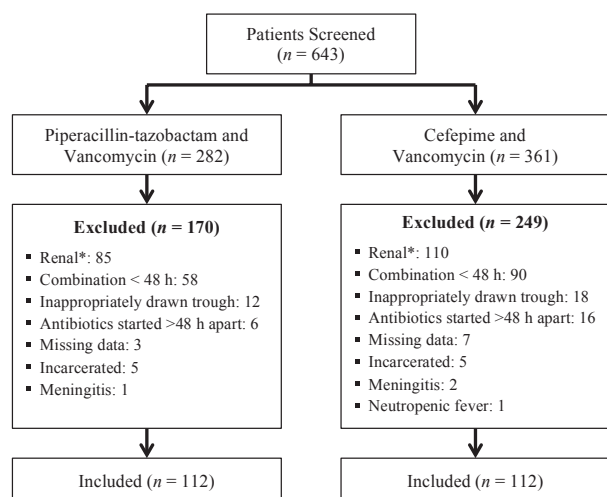 Patients Screened
(n = 643)
Piperacillin-tazobactam and
Vancomycin (n = 282)
Cefepime and
Vancomycin (n = 361)
Excluded (n = 170)
▪ Renal*: 85
▪ Combination < 48 h: 58
▪ Inappropriately drawn trough: 12
▪ Antibiotics started >48 h apart: 6
▪ Missing data: 3
▪ Incarcerated: 5
▪ Meningitis: 1
Excluded (n = 249)
▪ Renal*: 110
▪ Combination < 48 h: 90
▪ Inappropriately drawn trough: 18
▪ Antibiotics started >48 h apart: 16
▪ Missing data: 7
▪ Incarcerated: 5
▪ Meningitis: 2
▪ Neutropenic fever: 1
Included (n = 112)
Included (n = 112)